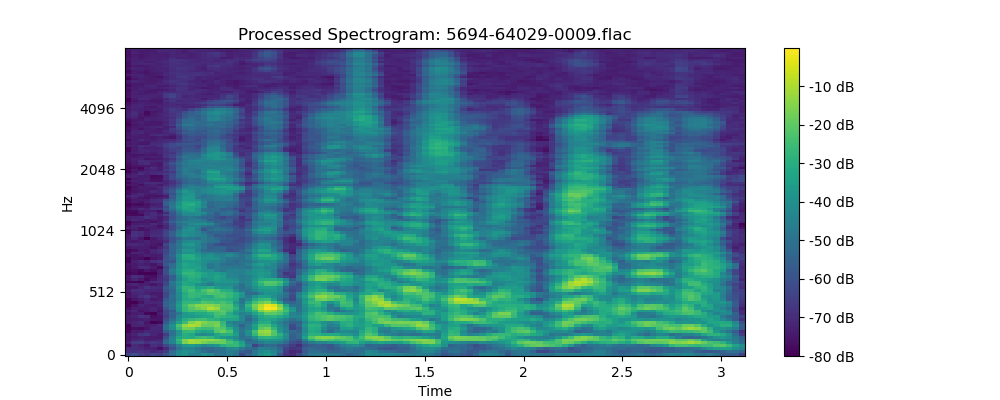 Processed Spectrogram: 5694-64029-0009.flac
Hz
4096
2048
1024
512
0
0
0.5
1
1.5
2
2.5
3
Time
-10 dB
-20 dB
-30 dB
-40 dB
-50 dB
-60 dB
-70 dB
-80 dB